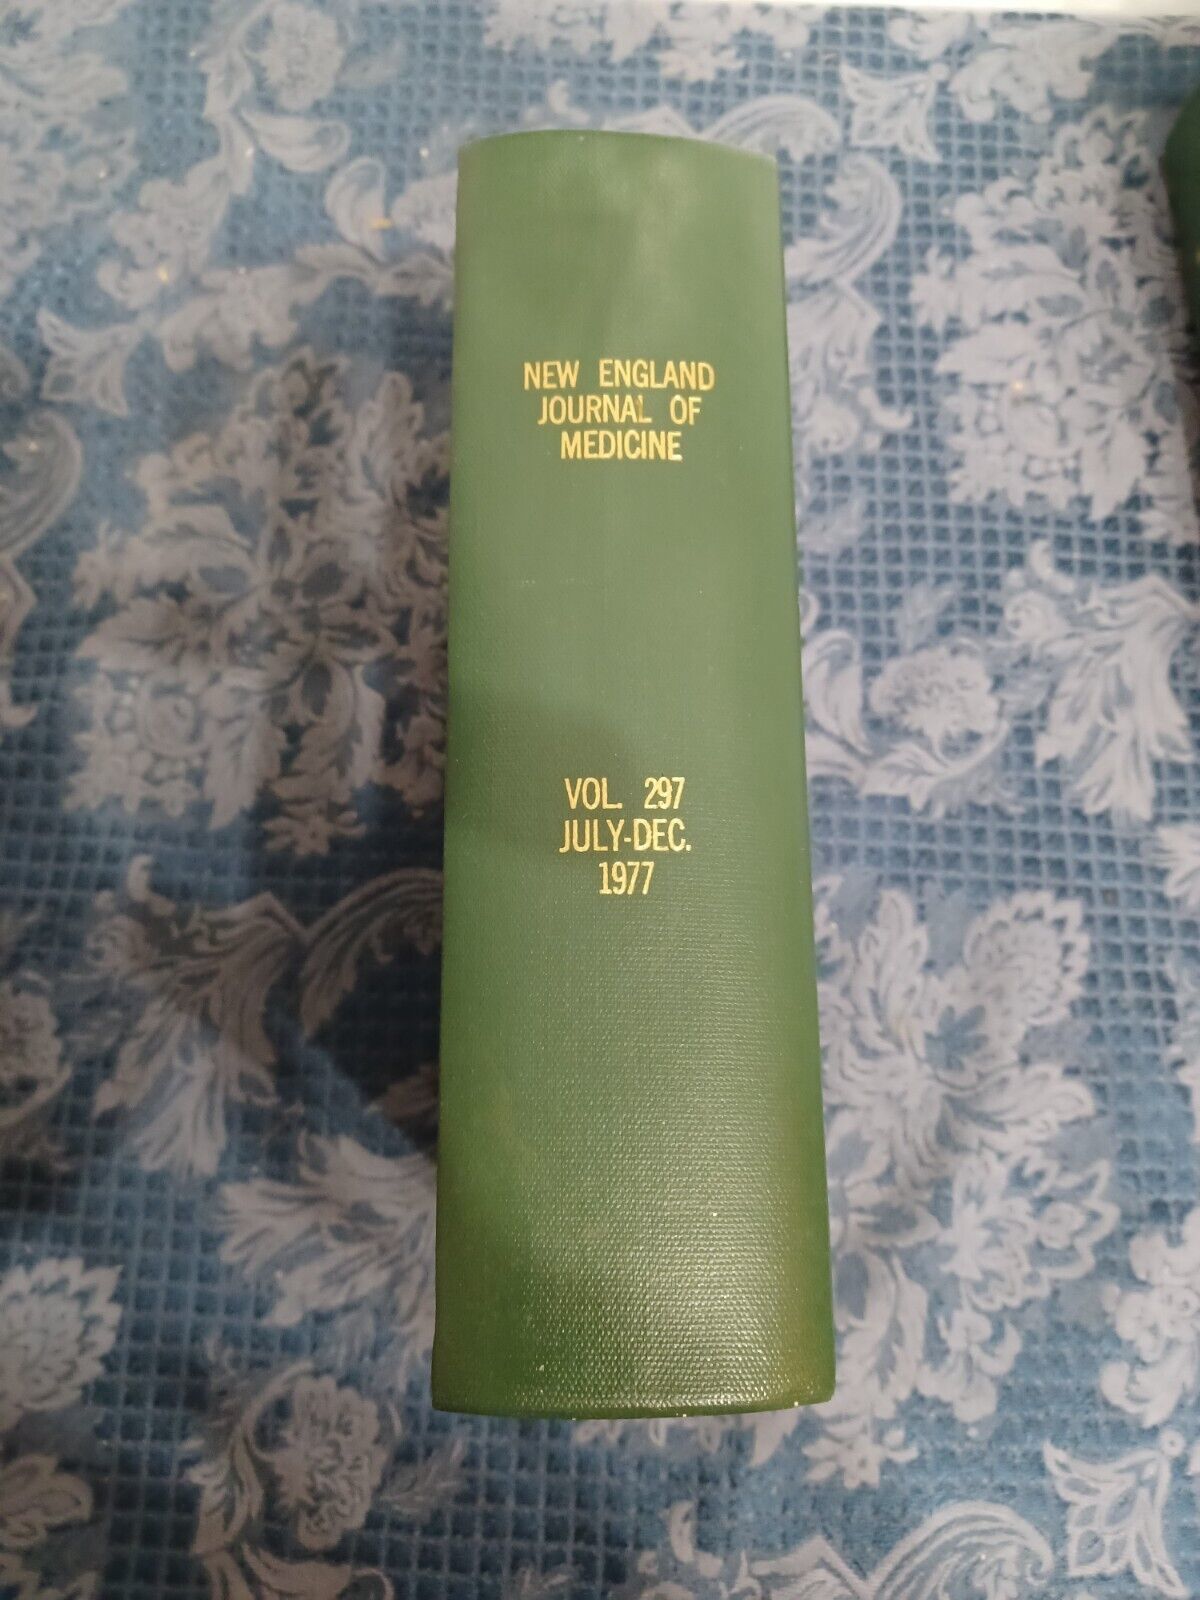 NEW ENGLAND
JOURNAL OF
MEDICINE
VOL. 297
JULY-DEC.
1977